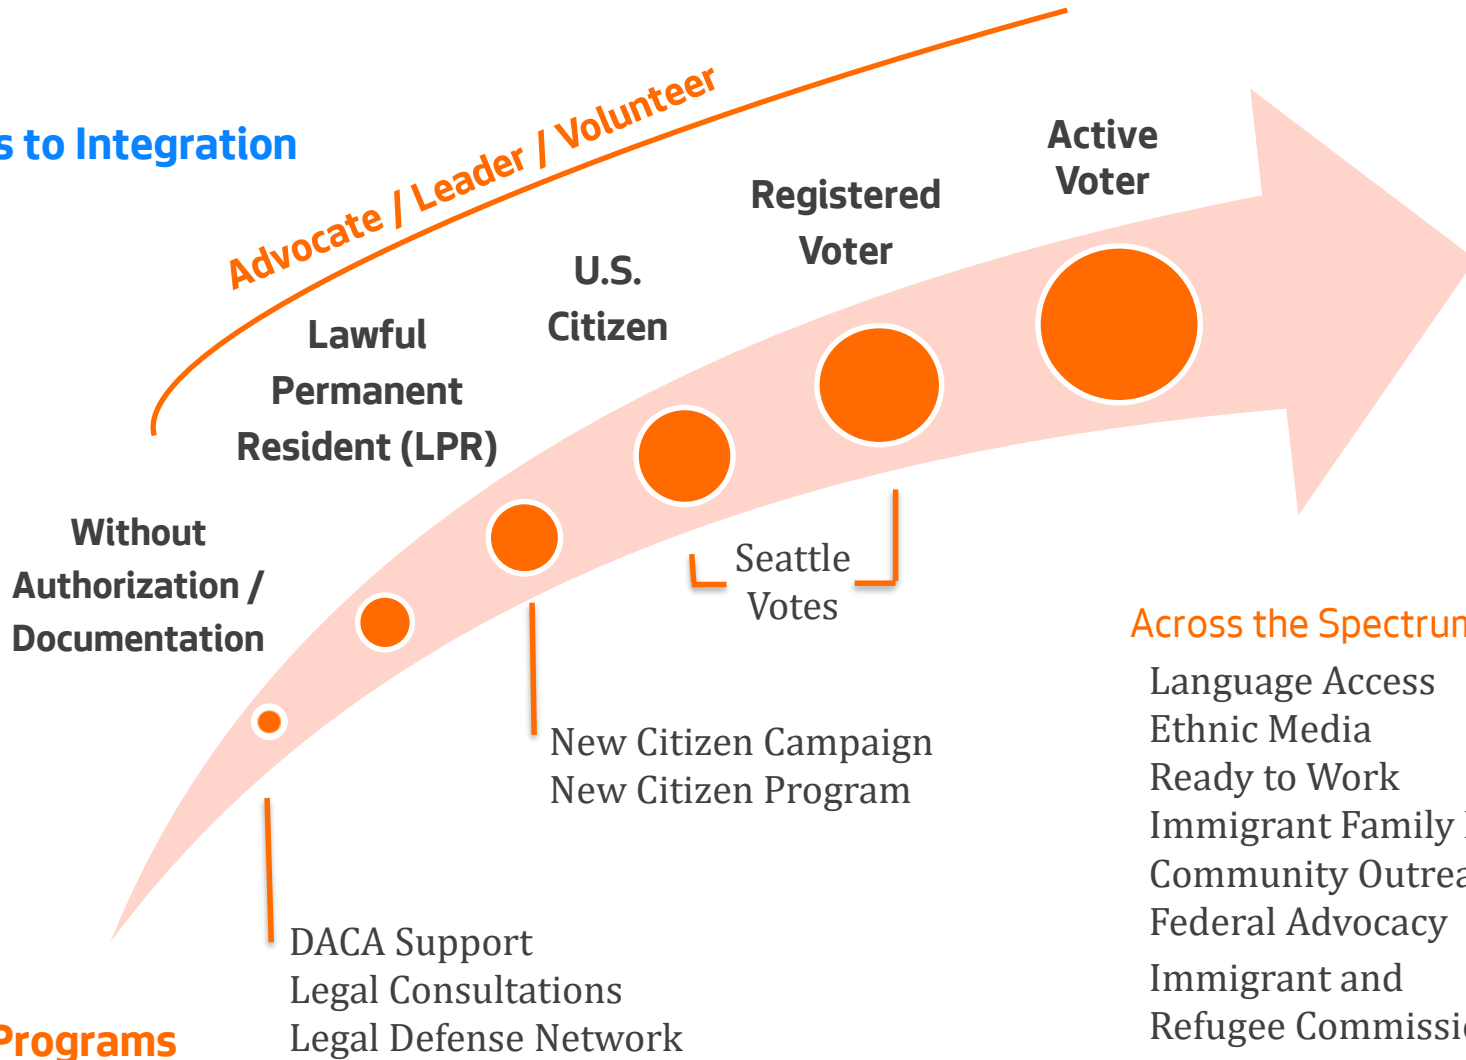 s to Integration
Advocate / Leader / Volunteer
Active
Voter
Registered
Voter
U.S.
Citizen
Lawful
Permanent
Resident (LPR)
Without
Authorization /
Documentation
Seattle
Votes
New Citizen Campaign
New Citizen Program
DACA Support
Legal Consultations
Legal Defense Network
Programs
Across the Spectrum
Language Access
Ethnic Media
Ready to Work
Immigrant Family
Community Outrea
Federal Advocacy
Immigrant and
Refugee Commissi